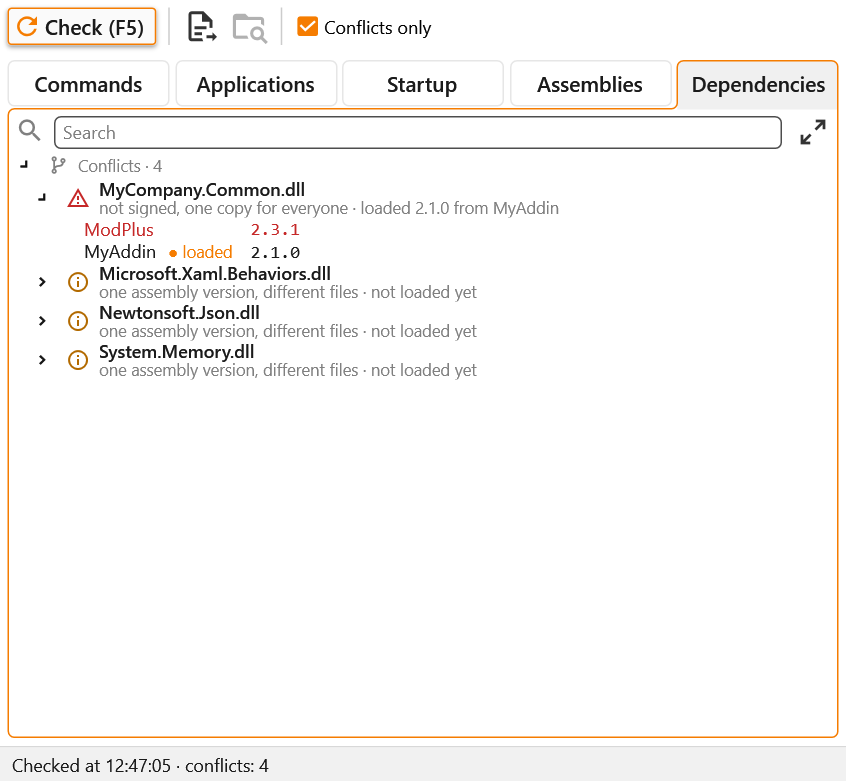 Check (F5)
Conflicts only
Commands
Applications
Startup
Assemblies
Dependencies
Search
Conflicts · 4
MyCompany.Common.dll
not signed, one copy for everyone · loaded 2.1.0 from MyAddin
ModPlus 2.3.1
MyAddin ● loaded 2.1.0
Microsoft.Xaml.Behaviors.dll
one assembly version, different files · not loaded yet
Newtonsoft.Json.dll
one assembly version, different files · not loaded yet
System.Memory.dll
one assembly version, different files · not loaded yet
Checked at 12:47:05 · conflicts: 4